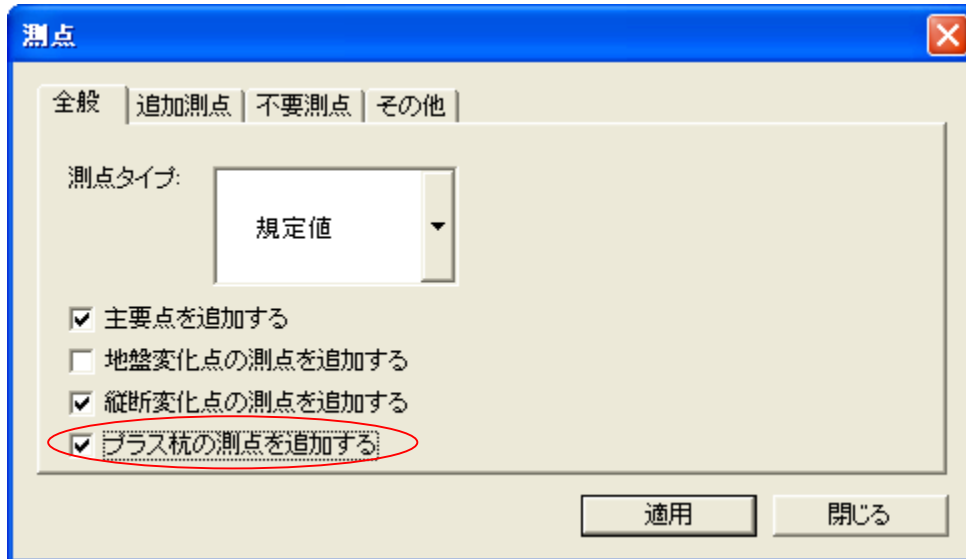 測点
全般 追加測点 不要測点 その他
測点タイプ: 規定値
主要点を追加する
地盤変化点の測点を追加する
縦断変化点の測点を追加する
プラス杭の測点を追加する
適用 閉じる